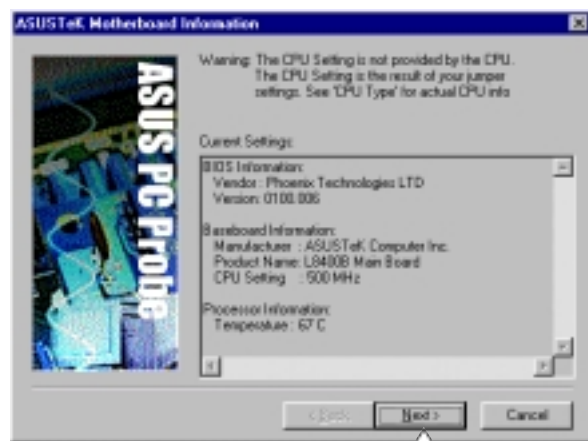 ASUSTeK Motherboard Information
ASUS PC Probe
Warning: The CPU Setting is not provided by the CPU.
The CPU Setting is the result of your jumper
settings. See 'CPU Type' for actual CPU info
Current Settings:
BIOS Information:
Vendor : Phoenix Technologies LTD
Version: 0100.006
Baseboard Information:
Manufacturer : ASUSTeK Computer Inc.
Product Name: L8400B Main Board
CPU Setting : 500 MHz
Processor Information:
Temperature : 67 C
< Back
Next >
Cancel